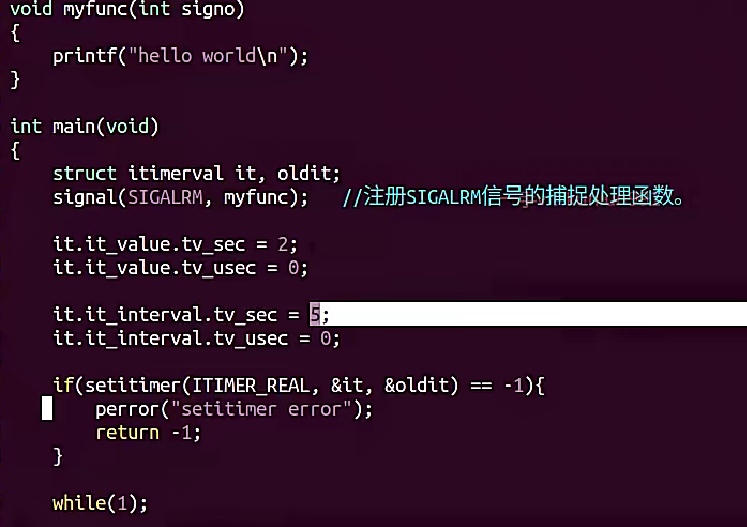 void myfunc(int signo)
{
    printf("hello world\n");
}

int main(void)
{
    struct itimerval it, oldit;
    signal(SIGALRM, myfunc);   //注册SIGALRM信号的捕捉处理函数。

    it.it_value.tv_sec = 2;
    it.it_value.tv_usec = 0;

    it.it_interval.tv_sec = 5;
    it.it_interval.tv_usec = 0;

    if(setitimer(ITIMER_REAL, &it, &oldit) == -1){
        perror("setitimer error");
        return -1;
    }

    while(1);